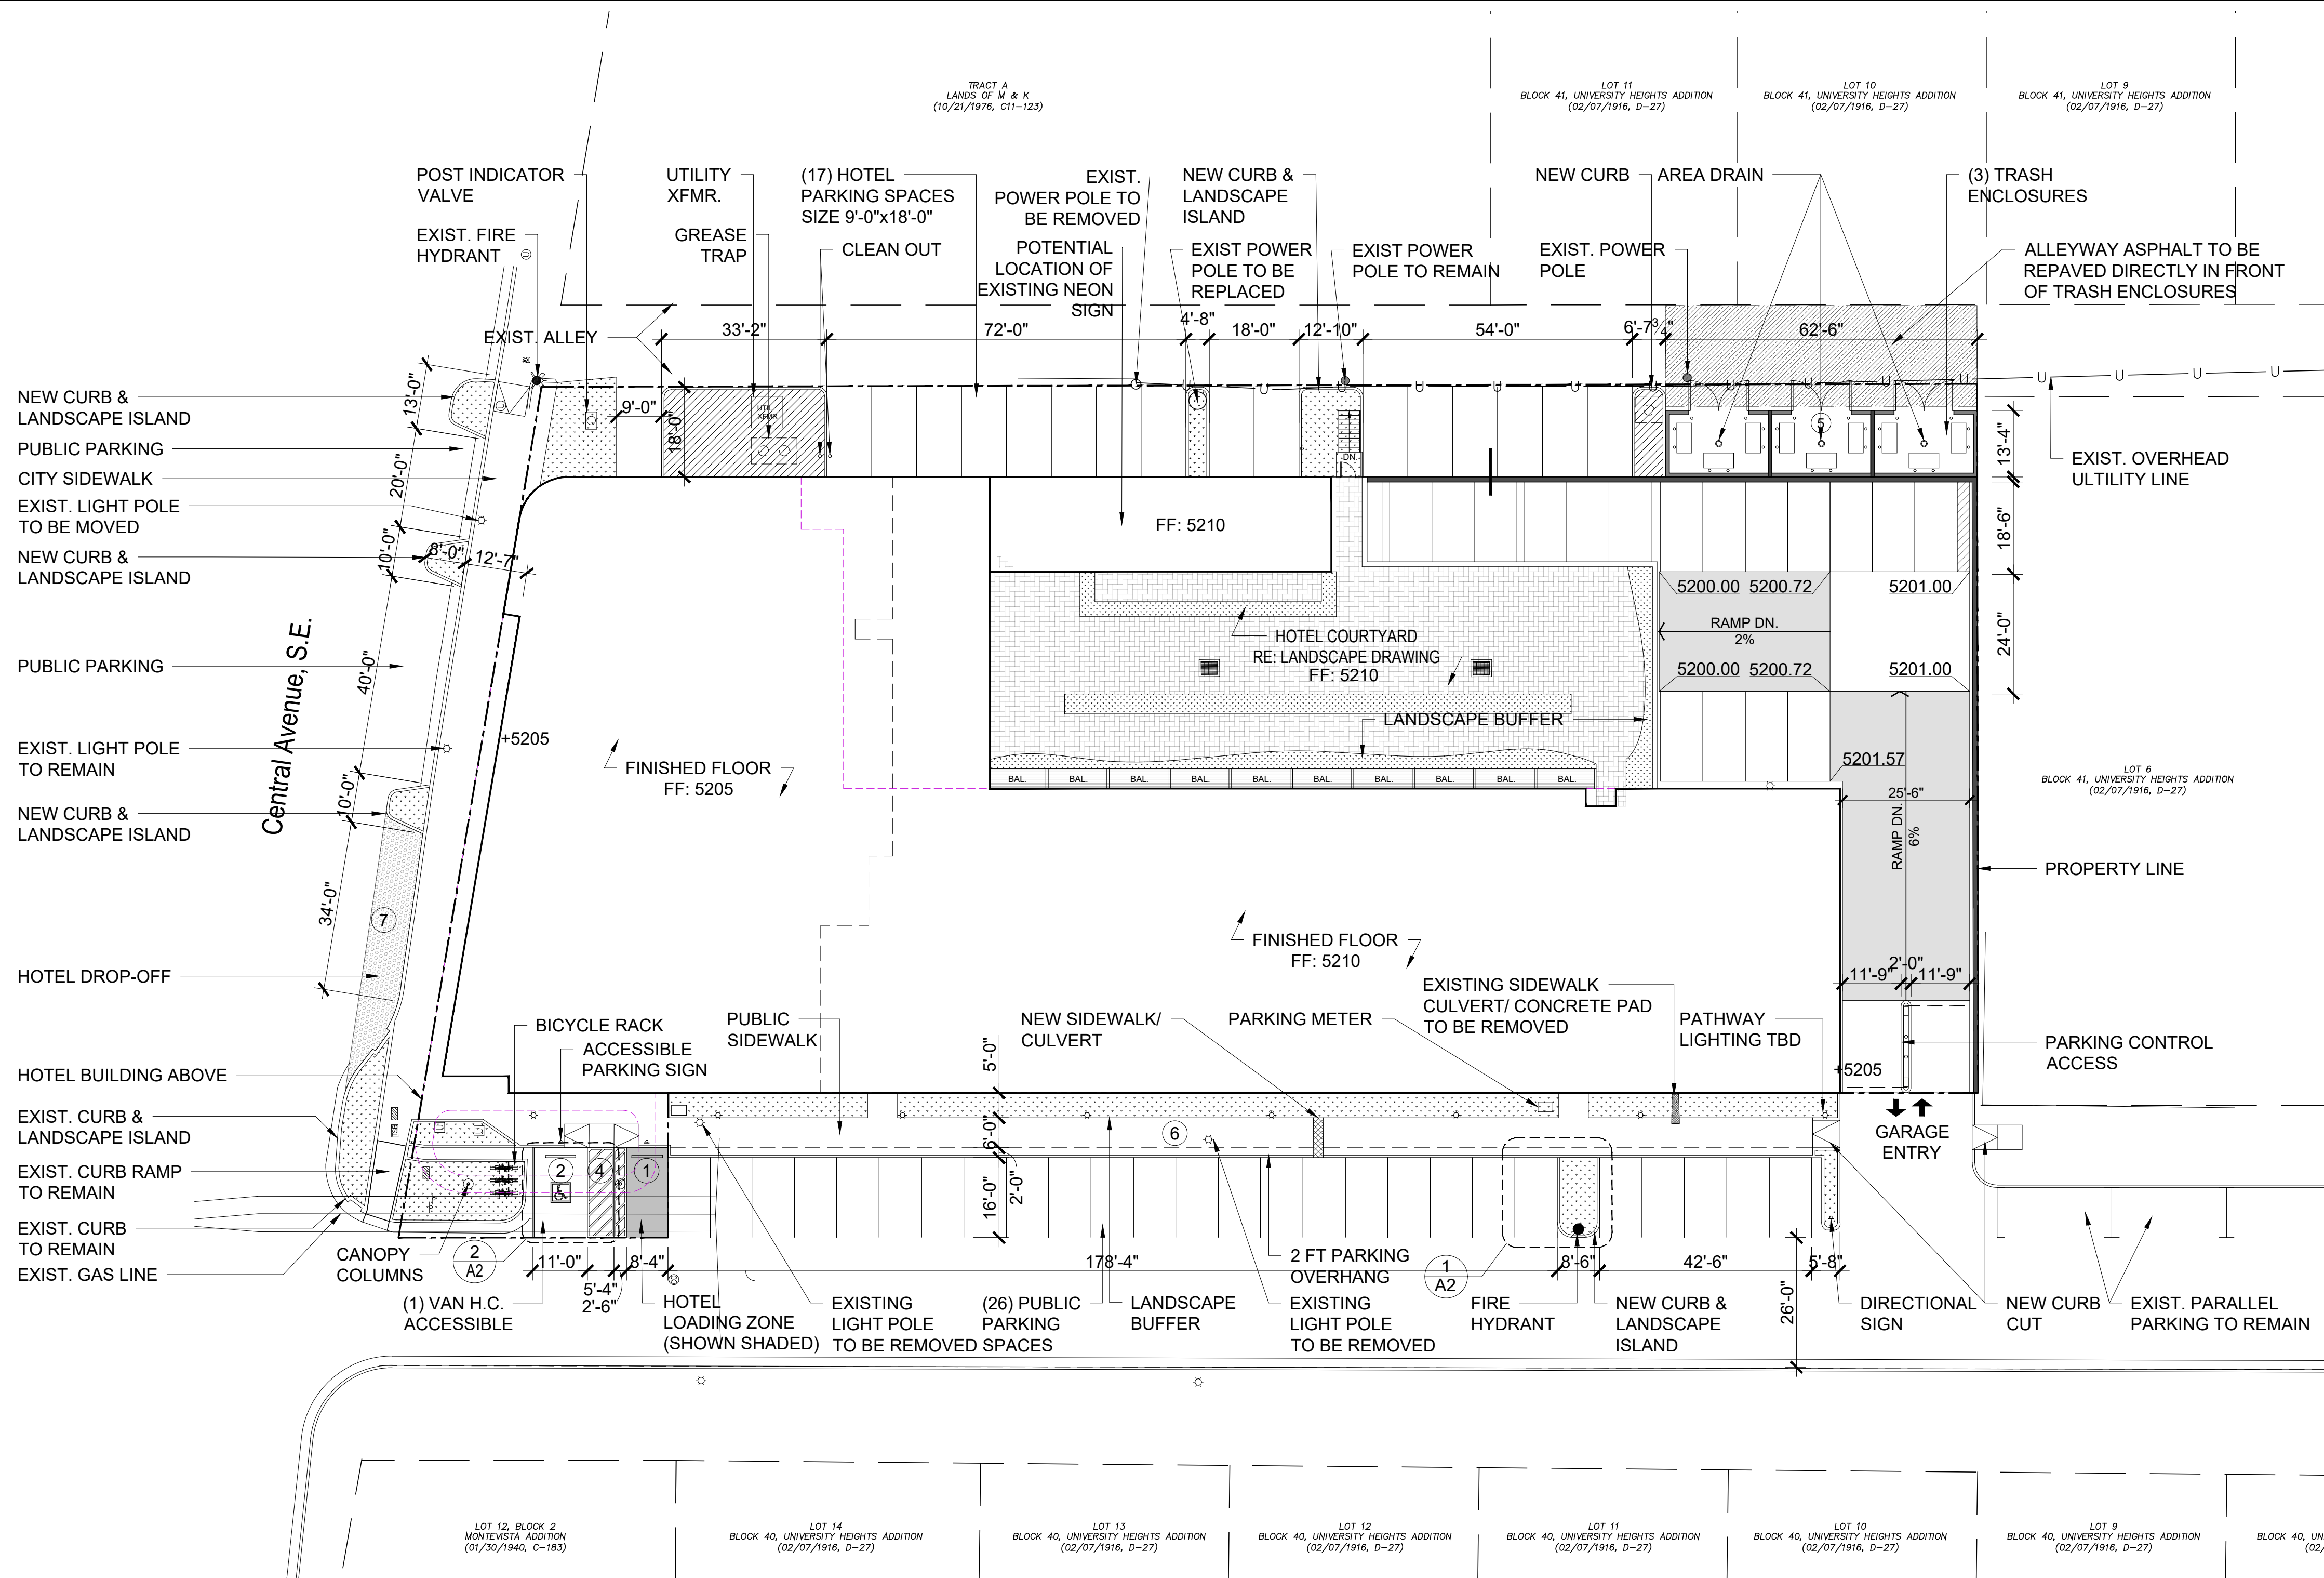 TRACT A
LANDS OF M & K
(10/21/1976, C11-123)
LOT 11
BLOCK 41, UNIVERSITY HEIGHTS ADDITION
(02/07/1916, D-27)
LOT 10
BLOCK 41, UNIVERSITY HEIGHTS ADDITION
(02/07/1916, D-27)
LOT 9
BLOCK 41, UNIVERSITY HEIGHTS ADDITION
(02/07/1916, D-27)
POST INDICATOR
VALVE
UTILITY
XFMR.
(17) HOTEL
PARKING SPACES
SIZE 9'-0"x18'-0"
EXIST.
POWER POLE TO
BE REMOVED
NEW CURB &
LANDSCAPE
ISLAND
NEW CURB
AREA DRAIN
(3) TRASH
ENCLOSURES
EXIST. FIRE
HYDRANT
GREASE
TRAP
CLEAN OUT
POTENTIAL
LOCATION OF
EXISTING NEON
SIGN
EXIST POWER
POLE TO BE
REPLACED
EXIST POWER
POLE TO REMAIN
EXIST. POWER
POLE
ALLEYWAY ASPHALT TO BE
REPAVED DIRECTLY IN FRONT
OF TRASH ENCLOSURES
EXIST. ALLEY
33'-2"
72'-0"
4'-8"
18'-0"
12'-10"
54'-0"
6'-7 3/4"
62'-6"
NEW CURB &
LANDSCAPE ISLAND
PUBLIC PARKING
CITY SIDEWALK
EXIST. LIGHT POLE
TO BE MOVED
NEW CURB &
LANDSCAPE ISLAND
PUBLIC PARKING
EXIST. LIGHT POLE
TO REMAIN
NEW CURB &
LANDSCAPE ISLAND
HOTEL DROP-OFF
HOTEL BUILDING ABOVE
EXIST. CURB &
LANDSCAPE ISLAND
EXIST. CURB RAMP
TO REMAIN
EXIST. CURB
TO REMAIN
EXIST. GAS LINE
13'-0"
20'-0"
10'-0"
8'-0"
12'-7"
40'-0"
10'-0"
34'-0"
Central Avenue, S.E.
7
9'-0"
18'-0"
UTIL
XFMR
DN.
5
13'-4"
18'-6"
24'-0"
EXIST. OVERHEAD
ULTILITY LINE
U
U
U
U
U
U
U
U
U
U
U
U
U
U
FF: 5210
HOTEL COURTYARD
RE: LANDSCAPE DRAWING
FF: 5210
LANDSCAPE BUFFER
5200.00
5200.72
5201.00
RAMP DN.
2%
5200.00
5200.72
5201.00
5201.57
25'-6"
RAMP DN.
6%
BAL.
BAL.
BAL.
BAL.
BAL.
BAL.
BAL.
BAL.
BAL.
BAL.
+5205
FINISHED FLOOR
FF: 5205
LOT 6
BLOCK 41, UNIVERSITY HEIGHTS ADDITION
(02/07/1916, D-27)
PROPERTY LINE
FINISHED FLOOR
FF: 5210
11'-9"
2'-0"
11'-9"
BICYCLE RACK
ACCESSIBLE
PARKING SIGN
PUBLIC
SIDEWALK
NEW SIDEWALK/
CULVERT
PARKING METER
EXISTING SIDEWALK
CULVERT/ CONCRETE PAD
TO BE REMOVED
PATHWAY
LIGHTING TBD
+5205
PARKING CONTROL
ACCESS
5'-0"
6'-0"
16'-0"
2'-0"
6
GARAGE
ENTRY
2
4
1
CANOPY
COLUMNS
2
A2
11'-0"
5'-4"
2'-6"
8'-4"
178'-4"
2 FT PARKING
OVERHANG
1
A2
8'-6"
42'-6"
5'-8"
26'-0"
(1) VAN H.C.
ACCESSIBLE
HOTEL
LOADING ZONE
(SHOWN SHADED)
EXISTING
LIGHT POLE
TO BE REMOVED
(26) PUBLIC
PARKING
SPACES
LANDSCAPE
BUFFER
EXISTING
LIGHT POLE
TO BE REMOVED
FIRE
HYDRANT
NEW CURB &
LANDSCAPE
ISLAND
DIRECTIONAL
SIGN
NEW CURB
CUT
EXIST. PARALLEL
PARKING TO REMAIN
LOT 12, BLOCK 2
MONTEVISTA ADDITION
(01/30/1940, C-183)
LOT 14
BLOCK 40, UNIVERSITY HEIGHTS ADDITION
(02/07/1916, D-27)
LOT 13
BLOCK 40, UNIVERSITY HEIGHTS ADDITION
(02/07/1916, D-27)
LOT 12
BLOCK 40, UNIVERSITY HEIGHTS ADDITION
(02/07/1916, D-27)
LOT 11
BLOCK 40, UNIVERSITY HEIGHTS ADDITION
(02/07/1916, D-27)
LOT 10
BLOCK 40, UNIVERSITY HEIGHTS ADDITION
(02/07/1916, D-27)
LOT 9
BLOCK 40, UNIVERSITY HEIGHTS ADDITION
(02/07/1916, D-27)
BLOCK 40, UN
(02/